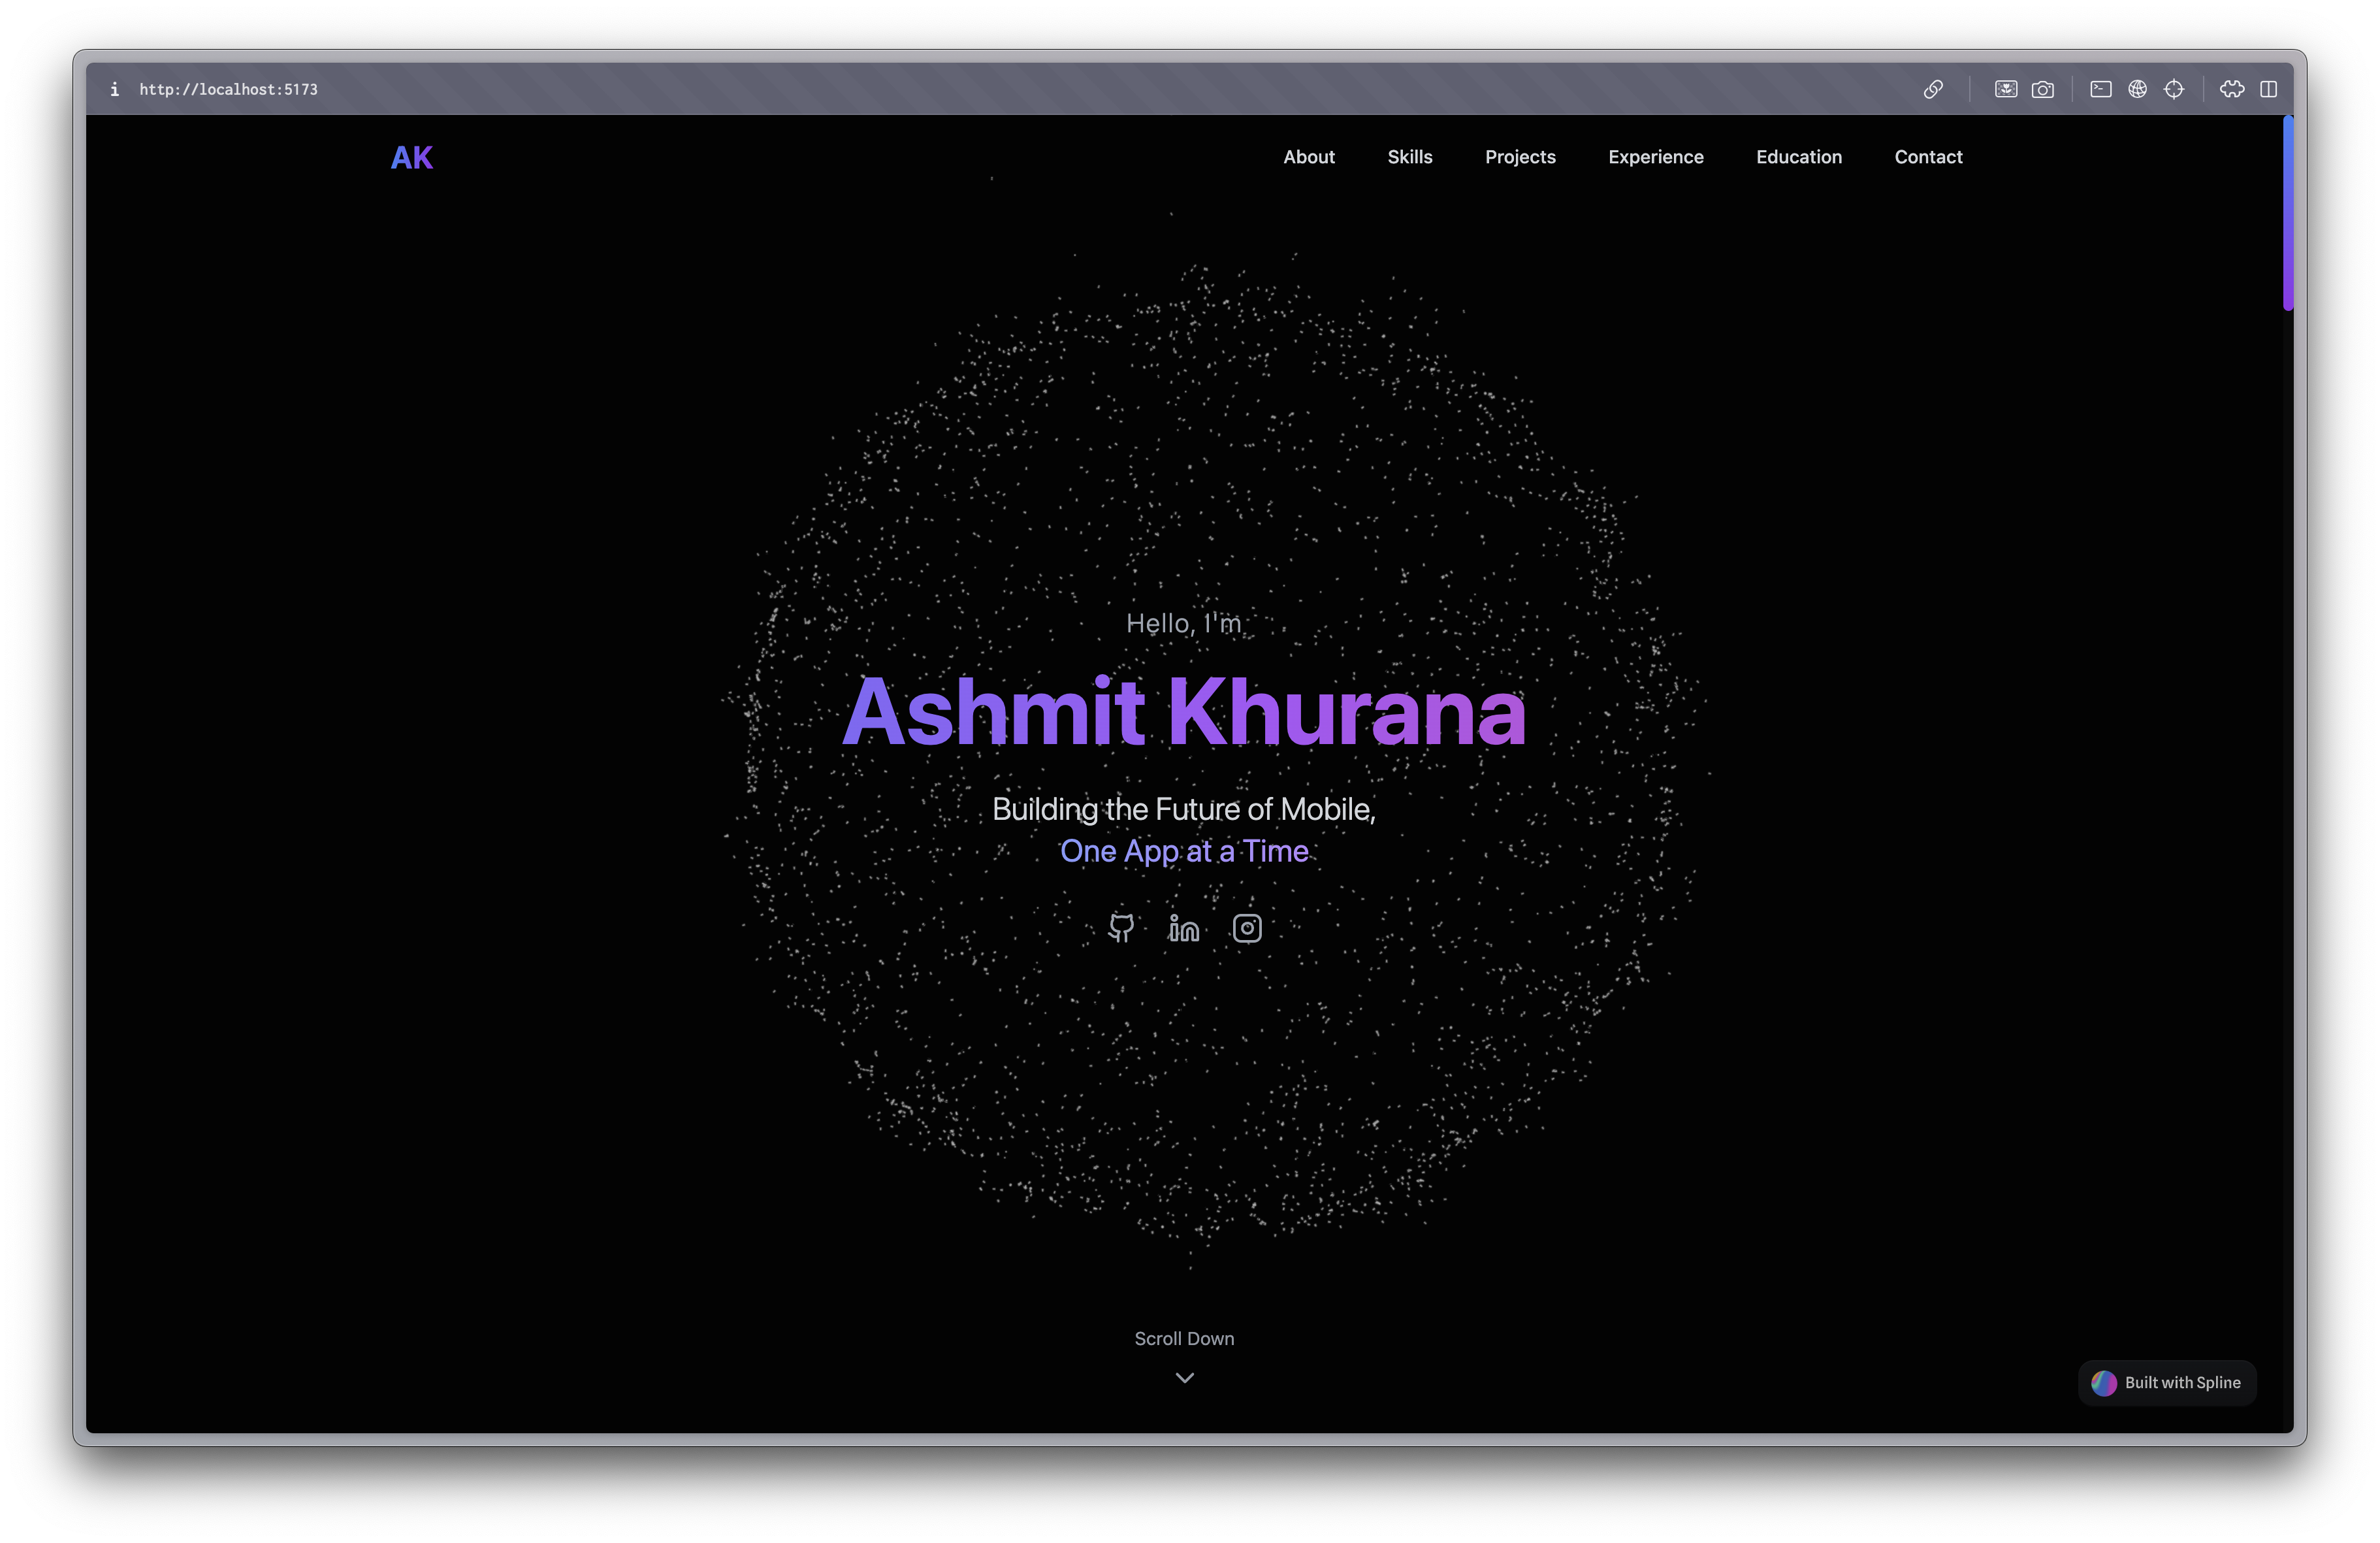 http://localhost:5173
AK
About Skills Projects Experience Education Contact
Hello, I'm
Ashmit Khurana
Building the Future of Mobile,
One App at a Time
Scroll Down
Built with Spline